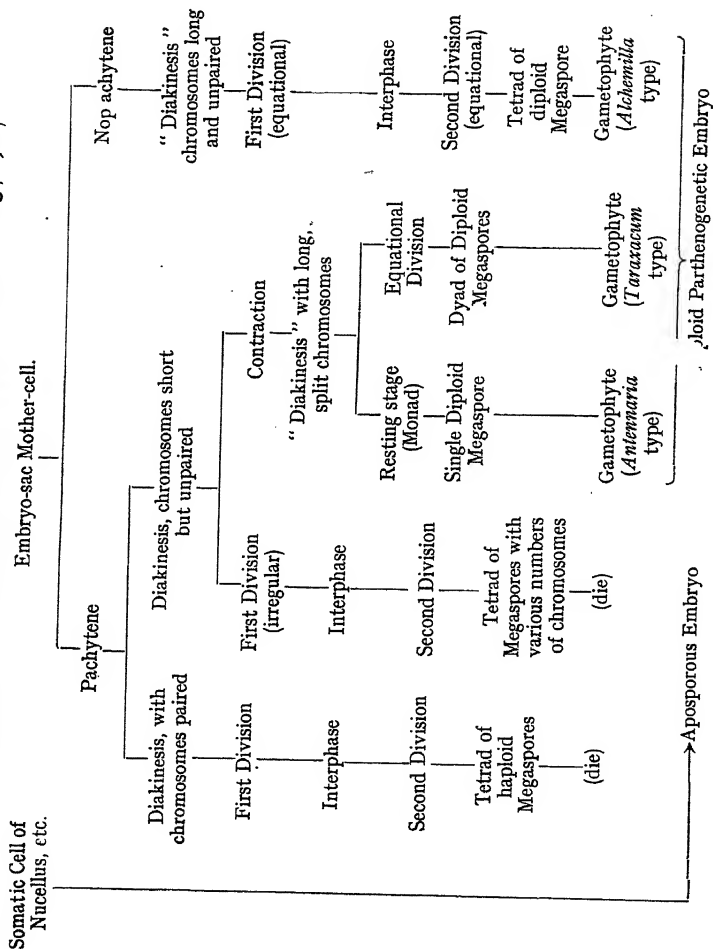 Somatic Cell of
Nucellus, etc.
Embryo-sac Mother-cell.
Pachytene
Nop achytene
Diakinesis, with
chromosomes paired
Diakinesis, chromosomes short
but unpaired
" Diakinesis "
chromosomes long
and unpaired
First Division
First Division
(irregular)
Contraction
First Division
(equational)
Interphase
Interphase
" Diakinesis " with long,
split chromosomes
Interphase
Second Division
Second Division
Resting stage
(Monad)
Equational
Division
Second Division
(equational)
Tetrad of
haploid
Megaspores
Tetrad of
Megaspores with
various numbers
of chromosomes
Single Diploid
Megaspore
Dyad of Diploid
Megaspores
Tetrad of
diploid
Megaspore
(die)
(die)
Gametophyte
(Antennaria
type)
Gametophyte
(Taraxacum
type)
Gametophyte
(Alchemilla
type)
Aposporous Embryo
ploid Parthenogenetic Embryo